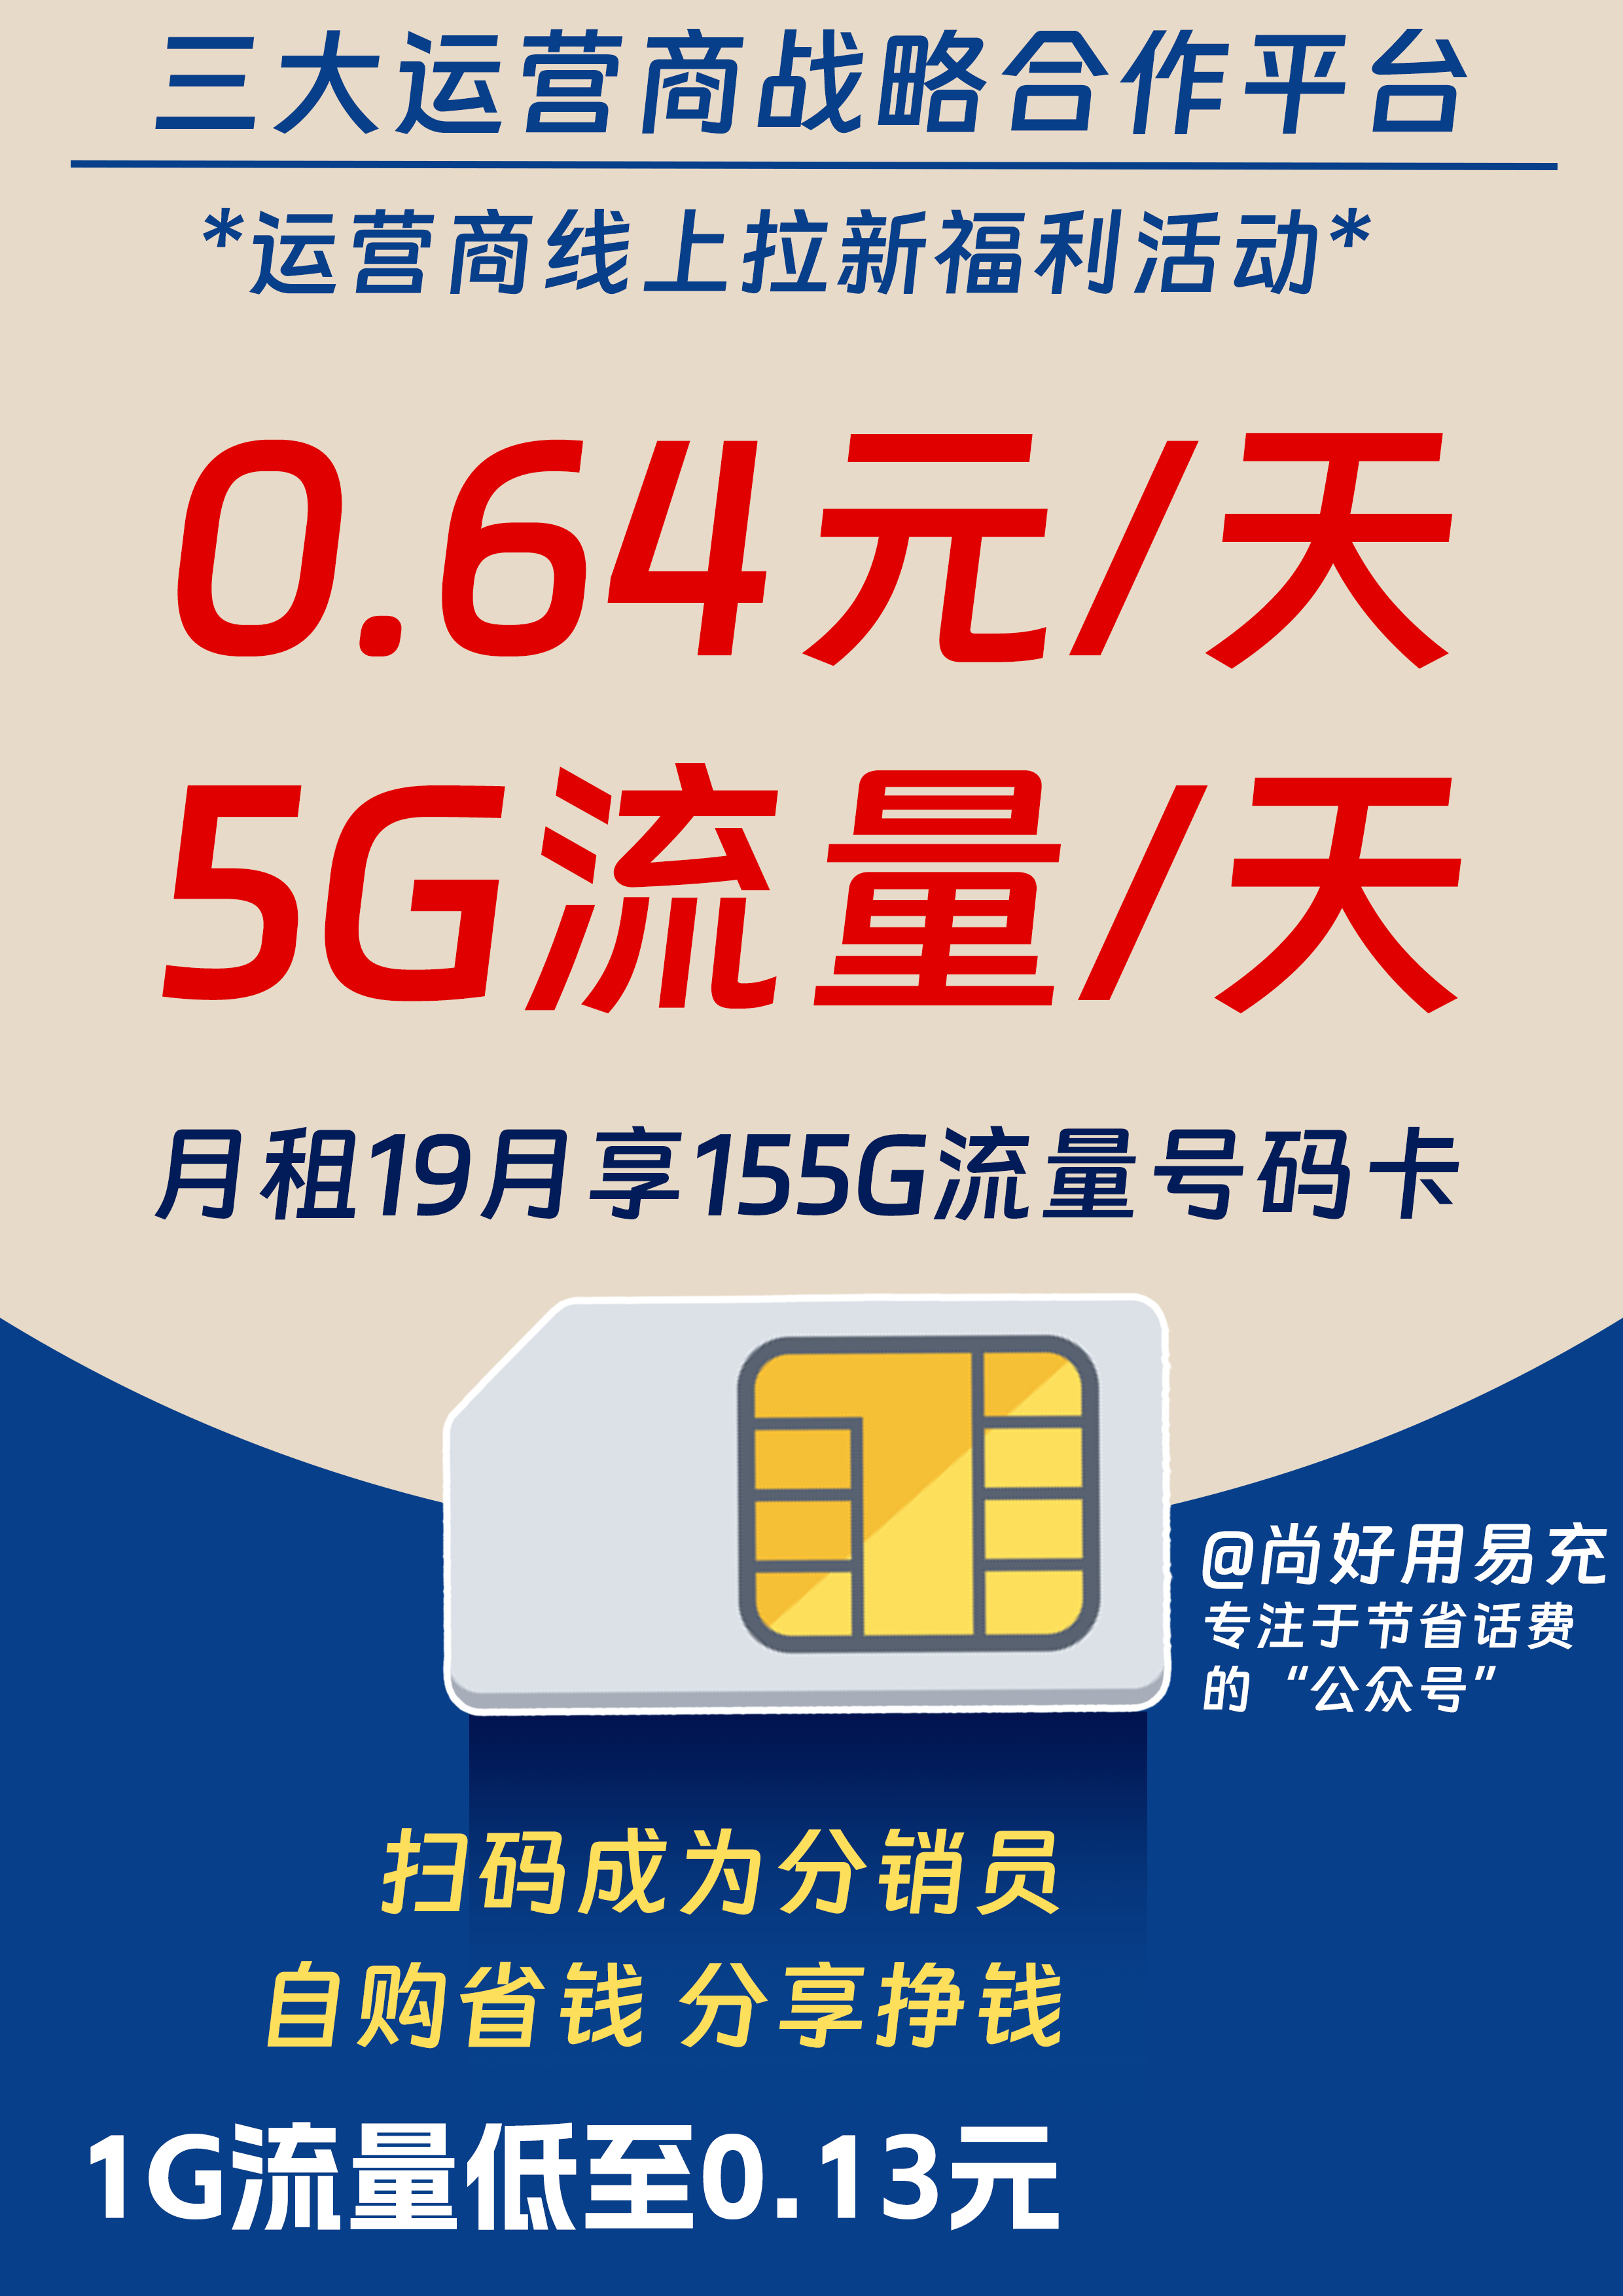 三大运营商战略合作平台
*运营商线上拉新福利活动*
0.64元/天
5G流量/天
月租19月享155G流量号码卡
@尚好用易充
专注于节省话费
的“公众号”
扫码成为分销员
自购省钱 分享挣钱
1G流量低至0.13元